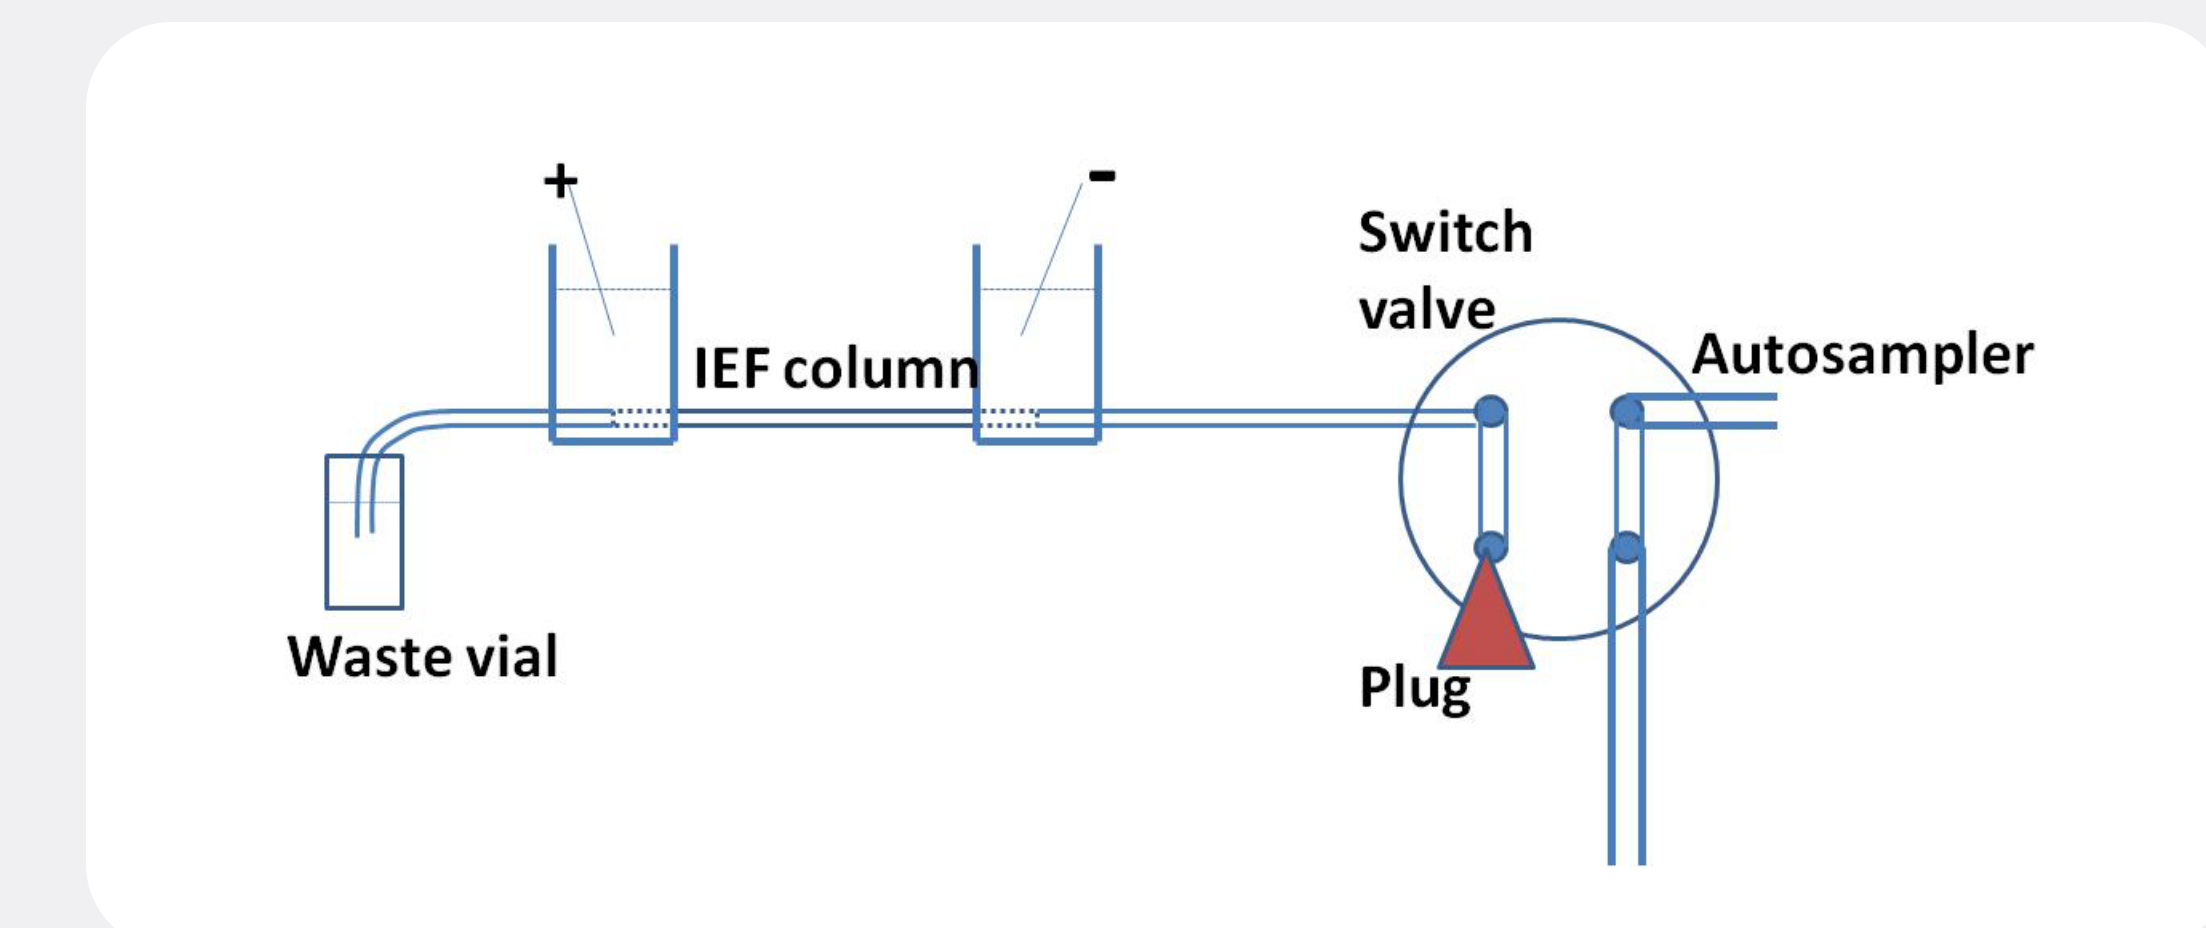 +
-
Switch
valve
Autosampler
IEF column
Waste vial
Plug